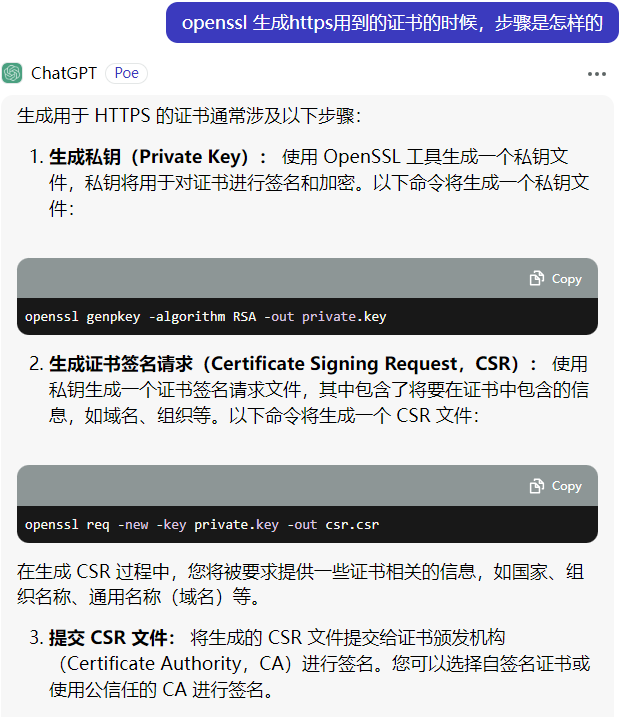 openssl 生成https用到的证书的时候，步骤是怎样的
ChatGPT Poe
生成用于 HTTPS 的证书通常涉及以下步骤：
1. 生成私钥（Private Key）： 使用 OpenSSL 工具生成一个私钥文
件，私钥将用于对证书进行签名和加密。以下命令将生成一个私钥文
件：
Copy
openssl genpkey -algorithm RSA -out private.key
2. 生成证书签名请求（Certificate Signing Request，CSR）： 使用
私钥生成一个证书签名请求文件，其中包含了将要在证书中包含的信
息，如域名、组织等。以下命令将生成一个 CSR 文件：
Copy
openssl req -new -key private.key -out csr.csr
在生成 CSR 过程中，您将被要求提供一些证书相关的信息，如国家、组
织名称、通用名称（域名）等。
3. 提交 CSR 文件： 将生成的 CSR 文件提交给证书颁发机构
（Certificate Authority，CA）进行签名。您可以选择自签名证书或
使用公信任的 CA 进行签名。